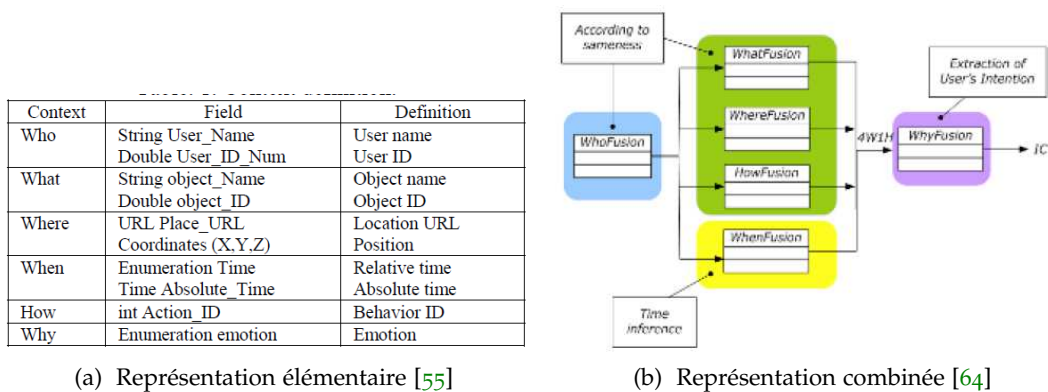 Context Field Definition
Who String User_Name User name
Double User_ID_Num User ID
What String object_Name Object name
Double object_ID Object ID
Where URL Place_URL Location URL
Coordinates (X,Y,Z) Position
When Enumeration Time Relative time
Time Absolute_Time Absolute time
How int Action_ID Behavior ID
Why Enumeration emotion Emotion
(a) Représentation élémentaire [55]
According to
sameness
WhatFusion
Extraction of
User's Intention
WhereFusion
WhoFusion
4W1H
WhyFusion
IC
HowFusion
WhenFusion
Time
inference
(b) Représentation combinée [64]